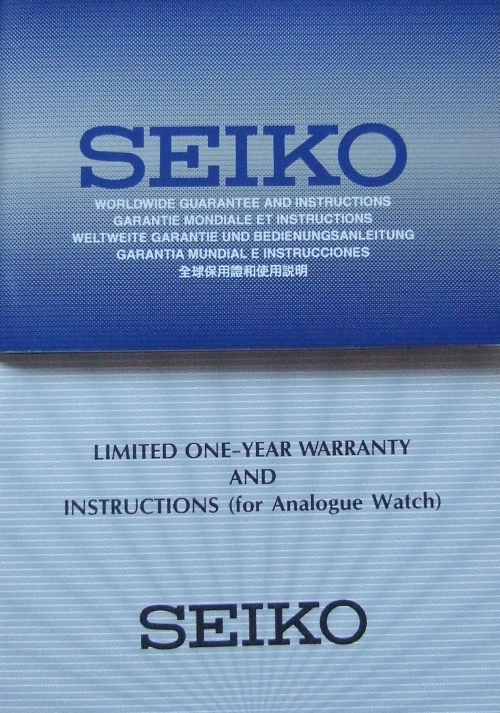 SEIKO
WORLDWIDE GUARANTEE AND INSTRUCTIONS
GARANTIE MONDIALE ET INSTRUCTIONS
WELTWEITE GARANTIE UND BEDIENUNGSANLEITUNG
GARANTIA MUNDIAL E INSTRUCCIONES
全球保用證和使用説明
LIMITED ONE-YEAR WARRANTY
AND
INSTRUCTIONS (for Analogue Watch)
SEIKO